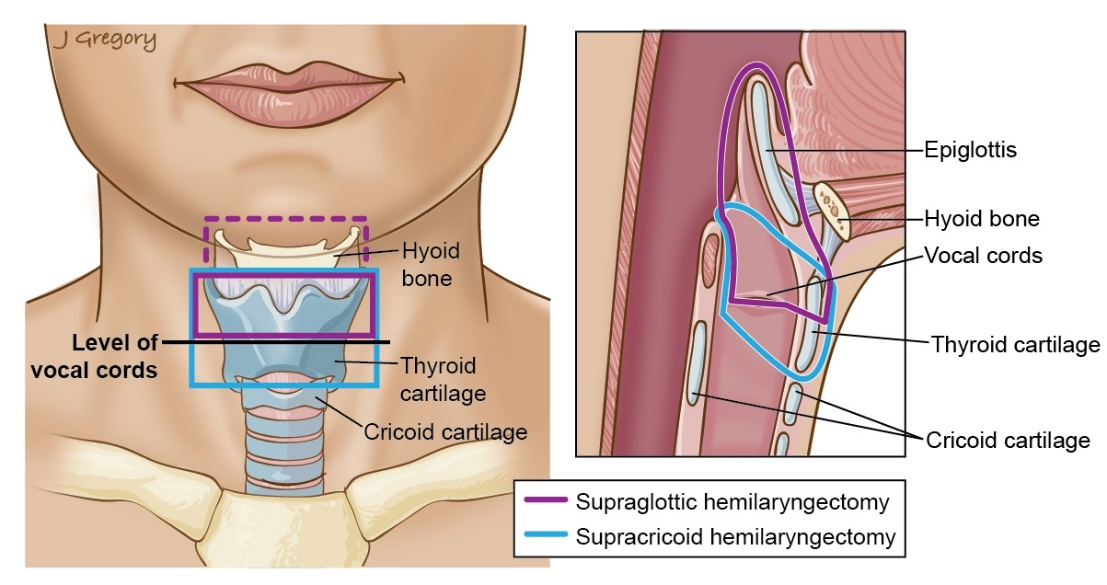 J Gregory
Hyoid
bone
Level of
vocal cords
Thyroid
cartilage
Cricoid cartilage
Epiglottis
Hyoid bone
Vocal cords
Thyroid cartilage
Cricoid cartilage
Supraglottic hemilaryngectomy
Supracricoid hemilaryngectomy